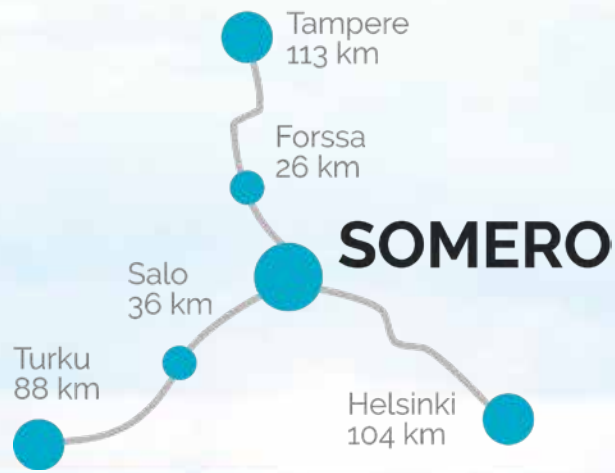 Tampere
113 km
Forssa
26 km
SOMERO
Salo
36 km
Turku
88 km
Helsinki
104 km